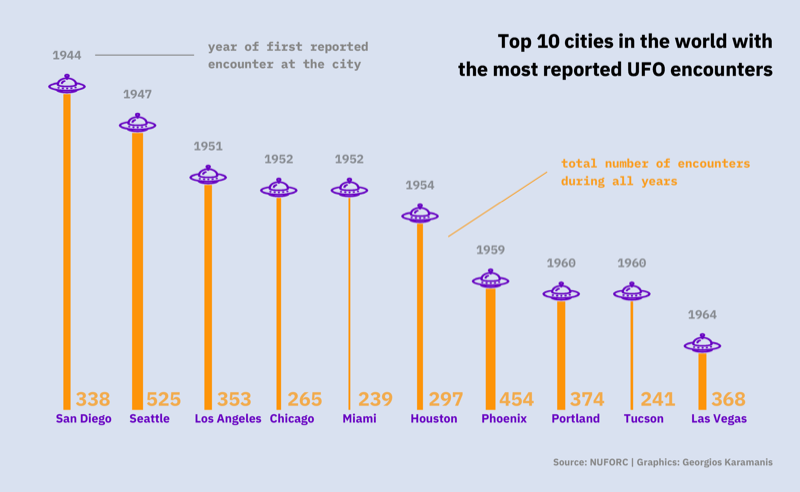 Top 10 cities in the world with
the most reported UFO encounters
year of first reported
encounter at the city
total number of encounters
during all years
1944
1947
1951
1952
1952
1954
1959
1960
1960
1964
338
525
353
265
239
297
454
374
241
368
San Diego
Seattle
Los Angeles
Chicago
Miami
Houston
Phoenix
Portland
Tucson
Las Vegas
Source: NUFORC | Graphics: Georgios Karamanis